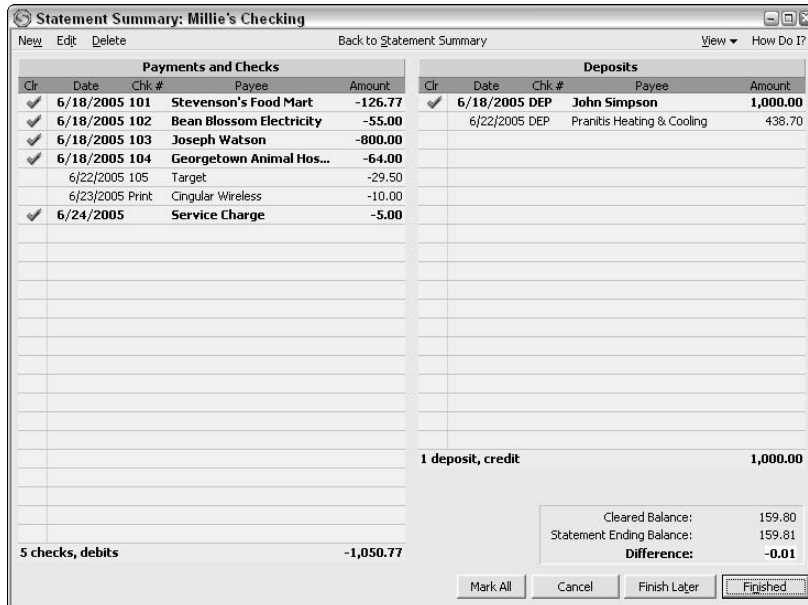 Statement Summary: Millie's Checking
New Edit Delete Back to Statement Summary View How Do I?
Payments and Checks
Clr Date Chk # Payee Amount
6/18/2005 101 Stevenson's Food Mart -126.77
6/18/2005 102 Bean Blossom Electricity -55.00
6/18/2005 103 Joseph Watson -800.00
6/18/2005 104 Georgetown Animal Hos... -64.00
6/22/2005 105 Target -29.50
6/23/2005 Print Cingular Wireless -10.00
6/24/2005 Service Charge -5.00
5 checks, debits -1,050.77
Deposits
Clr Date Chk # Payee Amount
6/18/2005 DEP John Simpson 1,000.00
6/22/2005 DEP Pranitis Heating & Cooling 438.70
1 deposit, credit 1,000.00
Cleared Balance: 159.80
Statement Ending Balance: 159.81
Difference: -0.01
Mark All Cancel Finish Later Finished